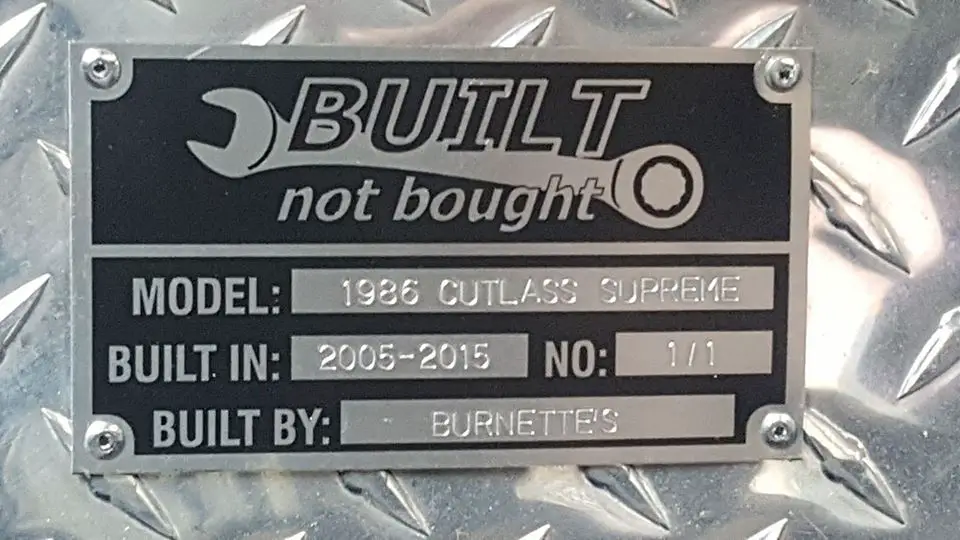 BUILT
not bought
MODEL: 1986 CUTLASS SUPREME
BUILT IN: 2005-2015 NO: 1/1
BUILT BY: BURNETTE'S